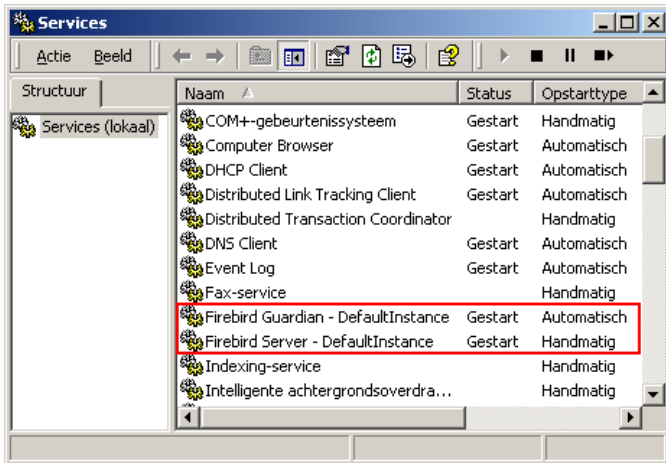 Services
Actie Beeld
Structuur
Services (lokaal)
Naam Status Opstarttype
COM+-gebeurtenissysteem Gestart Handmatig
Computer Browser Gestart Automatisch
DHCP Client Gestart Automatisch
Distributed Link Tracking Client Gestart Automatisch
Distributed Transaction Coordinator Handmatig
DNS Client Gestart Automatisch
Event Log Gestart Automatisch
Fax-service Handmatig
Firebird Guardian - DefaultInstance Gestart Automatisch
Firebird Server - DefaultInstance Gestart Handmatig
Indexing-service Handmatig
Intelligente achtergrondsoverdra... Handmatig